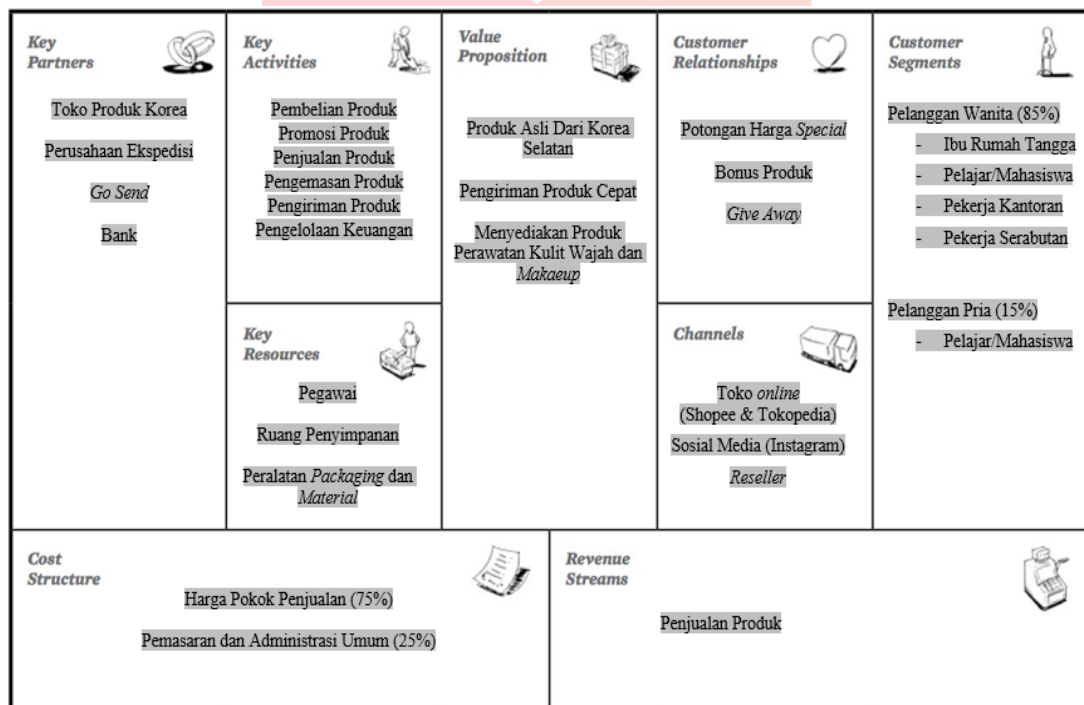 Key
Partners
Toko Produk Korea
Perusahaan Ekspedisi
Go Send
Bank
Key
Activities
Pembelian Produk
Promosi Produk
Penjualan Produk
Pengemasan Produk
Pengiriman Produk
Pengelolaan Keuangan
Key
Resources
Pegawai
Ruang Penyimpanan
Peralatan Packaging dan
Material
Value
Proposition
Produk Asli Dari Korea
Selatan
Pengiriman Produk Cepat
Menyediakan Produk
Perawatan Kulit Wajah dan
Makaeup
Customer
Relationships
Potongan Harga Special
Bonus Produk
Give Away
Channels
Toko online
(Shopee & Tokopedia)
Sosial Media (Instagram)
Reseller
Customer
Segments
Pelanggan Wanita (85%)
- Ibu Rumah Tangga
- Pelajar/Mahasiswa
- Pekerja Kantoran
- Pekerja Serabutan
Pelanggan Pria (15%)
- Pelajar/Mahasiswa
Cost
Structure
Harga Pokok Penjualan (75%)
Pemasaran dan Administrasi Umum (25%)
Revenue
Streams
Penjualan Produk